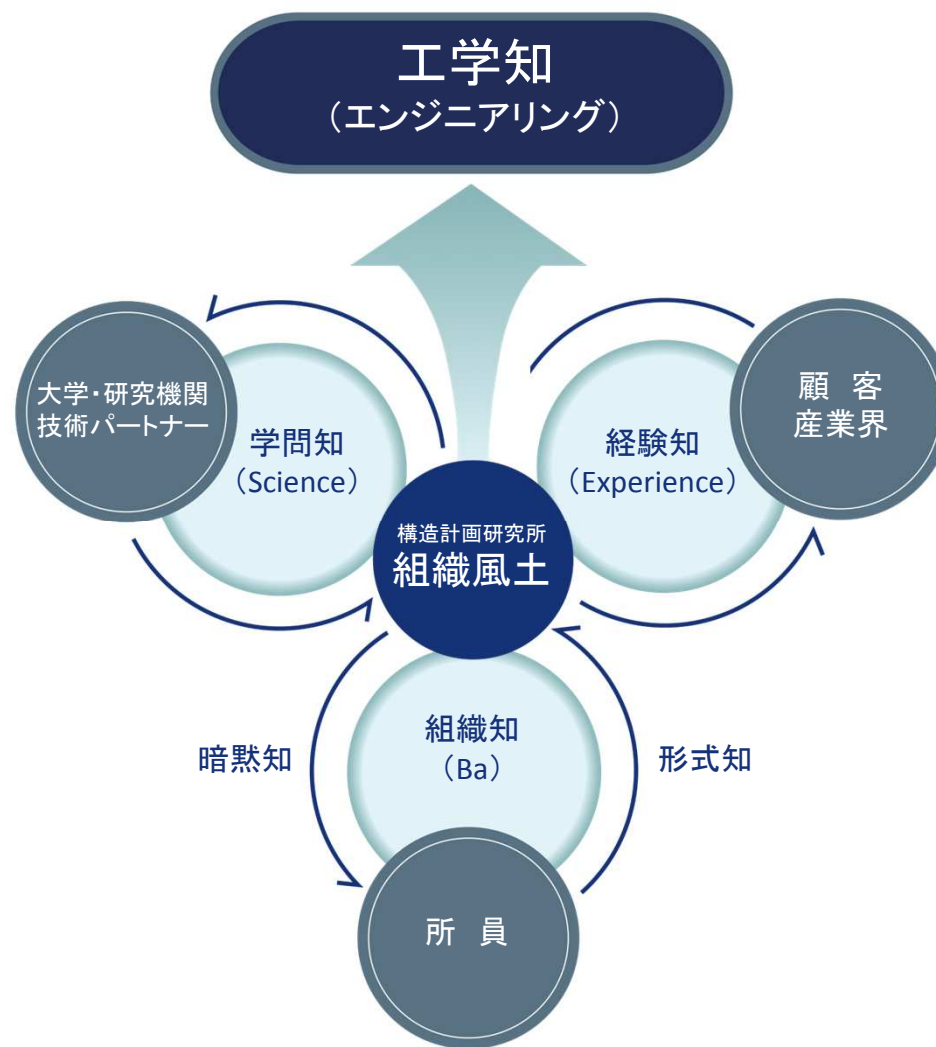 工学知
（エンジニアリング）
大学・研究機関
技術パートナー
学問知
（Science）
経験知
（Experience）
顧　客
産業界
構造計画研究所
組織風土
暗黙知
組織知
（Ba）
形式知
所　員